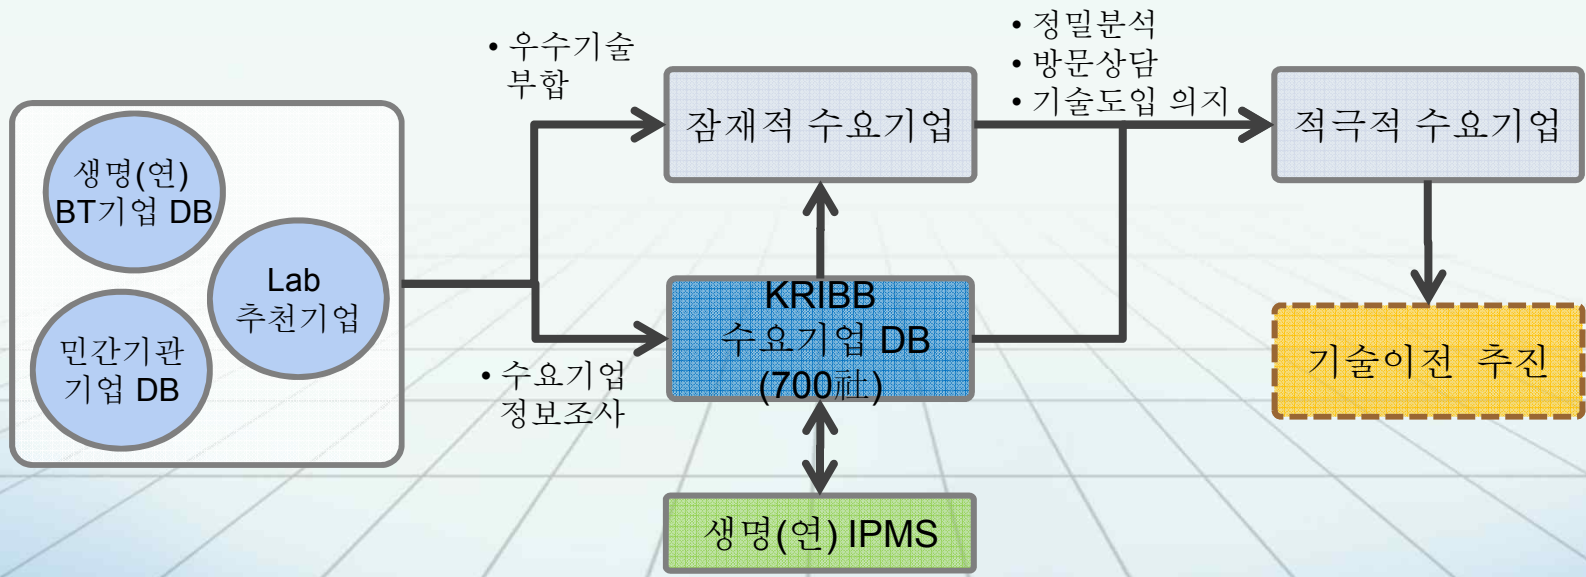 생명(연)
BT기업 DB
Lab
추천기업
민간기관
기업 DB
• 우수기술
부합
• 수요기업
정보조사
잠재적 수요기업
KRIBB
수요기업 DB
(700社)
생명(연) IPMS
• 정밀분석
• 방문상담
• 기술도입 의지
적극적 수요기업
기술이전 추진